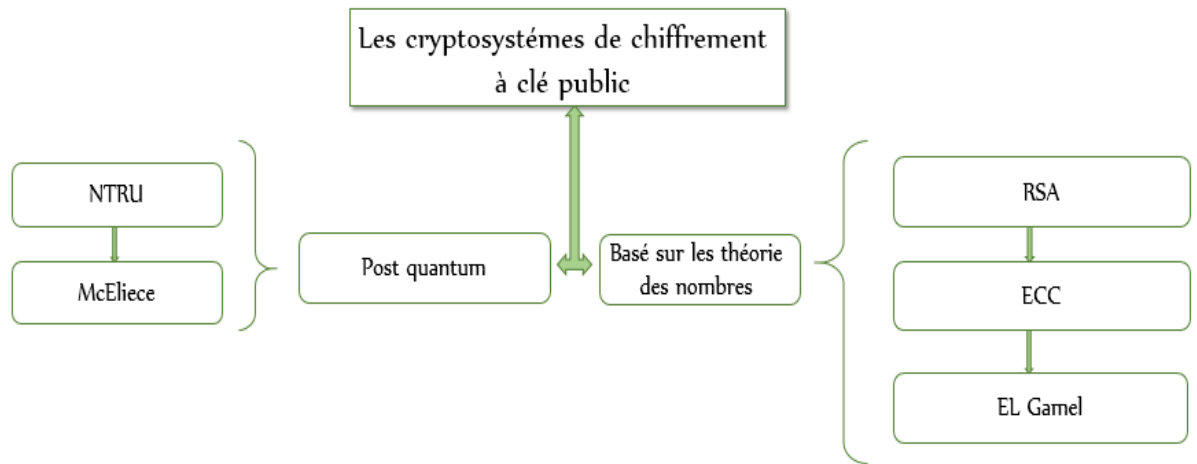 Les cryptosystémes de chiffrement
à clé public
NTRU
McEliece
Post quantum
Basé sur les théorie
des nombres
RSA
ECC
EL Gamel